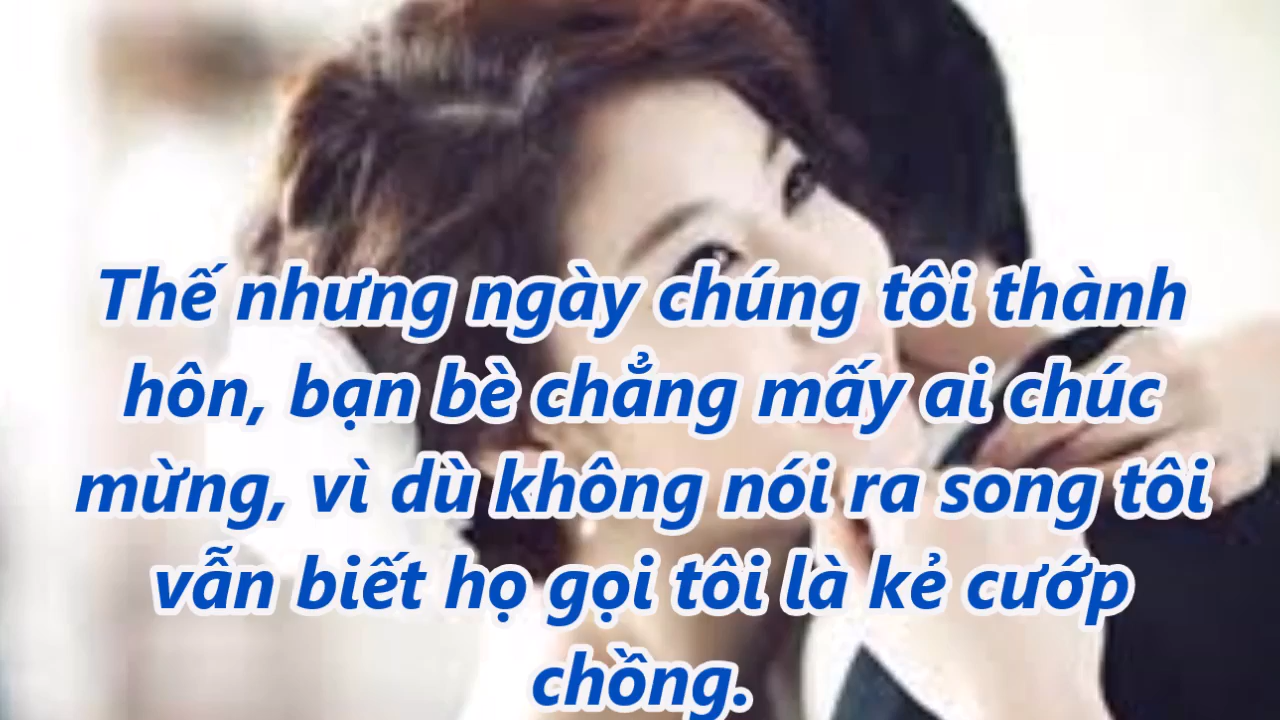 Thế nhưng ngày chúng tôi thành
hôn, bạn bè chẳng mấy ai chúc
mừng, vì dù không nói ra song tôi
vẫn biết họ gọi tôi là kẻ cướp
chồng.